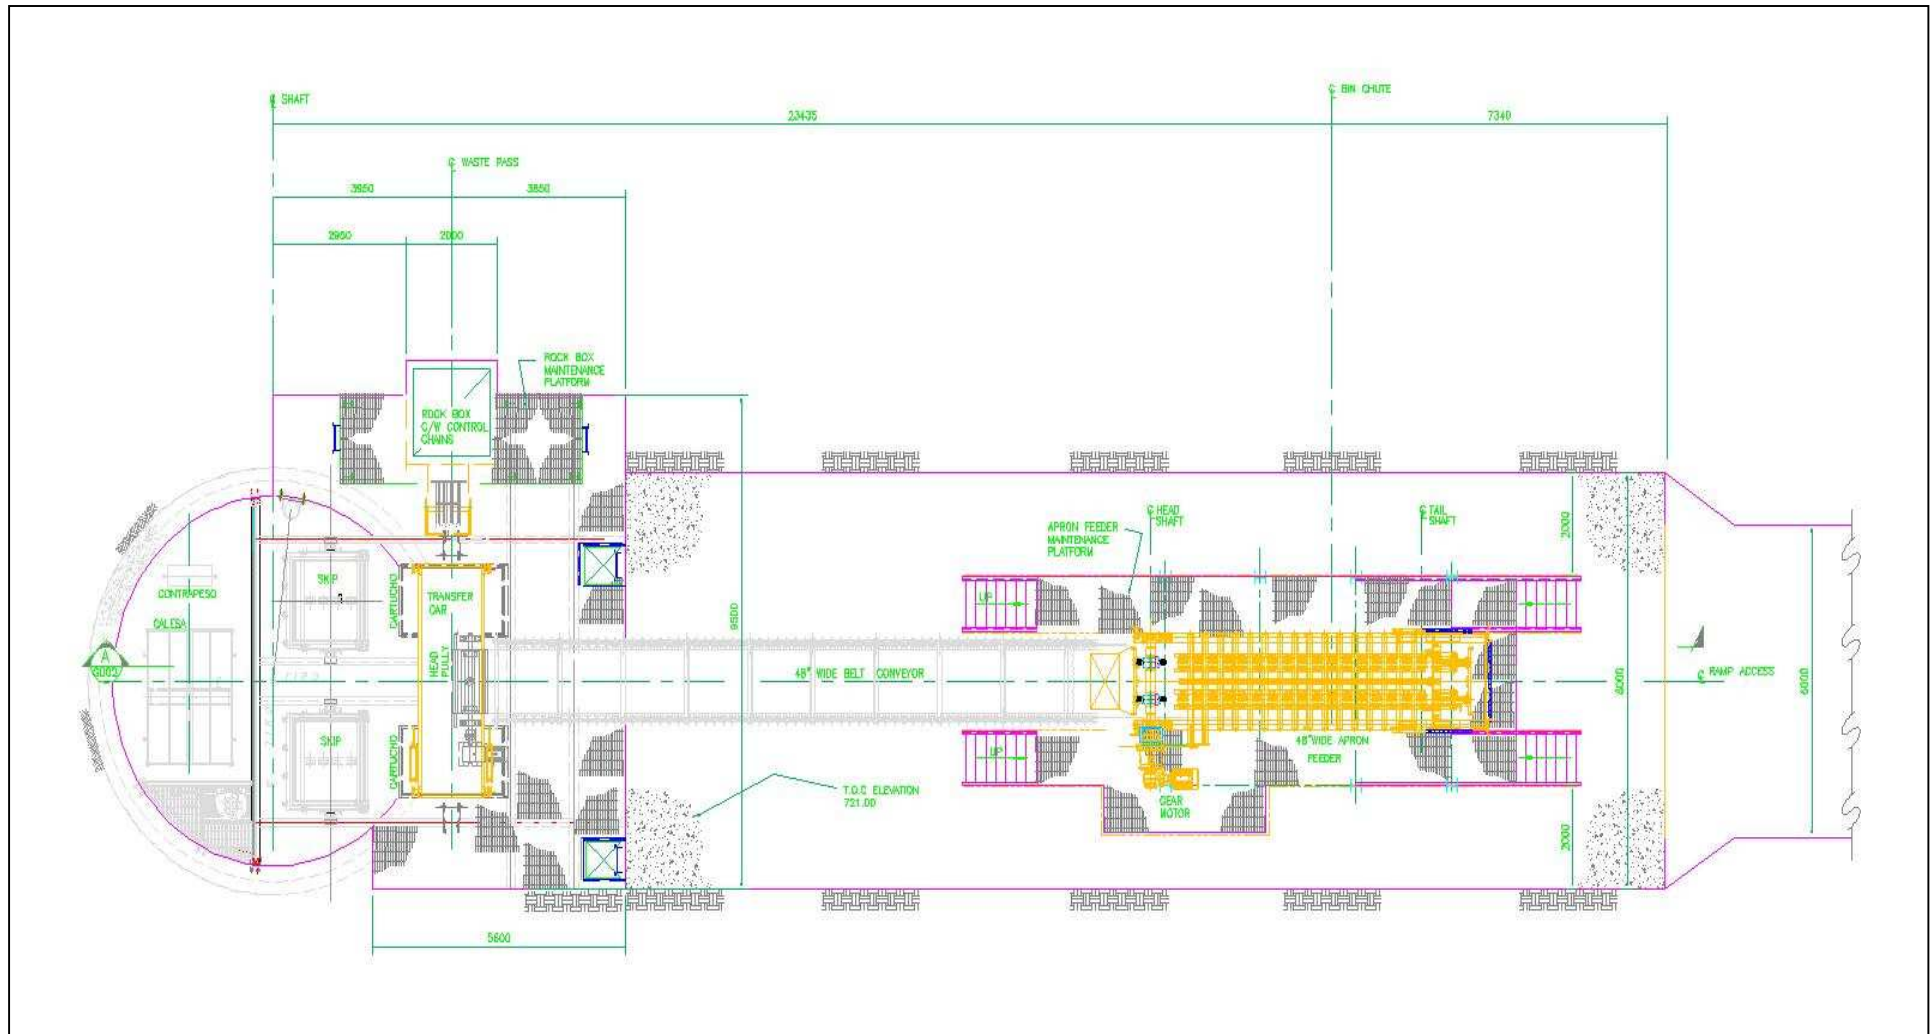 ℄ SHAFT
℄ BIN CHUTE
23435
7340
℄ WASTE PASS
3950
3850
2950
2000
ROCK BOX
MAINTENANCE
PLATFORM
ROCK BOX
C/W CONTROL
CHAINS
℄ HEAD
SHAFT
℄ TAIL
SHAFT
APRON FEEDER
MAINTENANCE
PLATFORM
2000
SKIP
CONTRAPESO
CALESA
CARTUCHO
TRANSFER
CAR
UP
9500
A
G002
HEAD
PULLY
48" WIDE BELT CONVEYOR
8000
℄ RAMP ACCESS
6000
SKIP
CARTUCHO
UP
48" WIDE APRON
FEEDER
T.O.C ELEVATION
721.00
GEAR
MOTOR
2000
5600